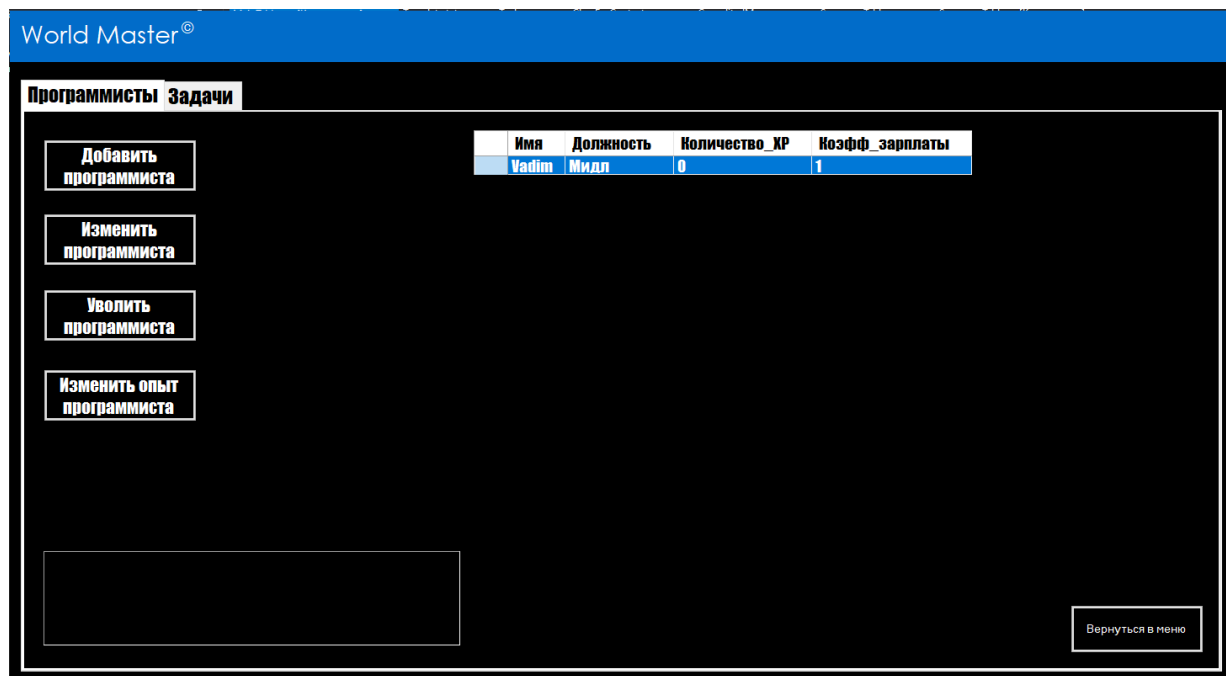 World Master©
Программисты Задачи
Добавить
программиста
Изменить
программиста
Уволить
программиста
Изменить опыт
программиста
Имя Должность Количество_XP Коэфф_зарплаты
Vadim Мидл 0 1
Вернуться в меню